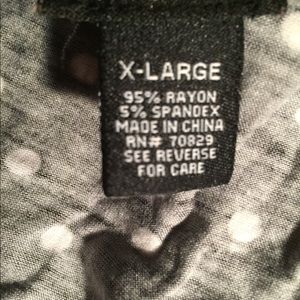 X-LARGE
95% RAYON
5% SPANDEX
MADE IN CHINA
RN# 70829
SEE REVERSE
FOR CARE